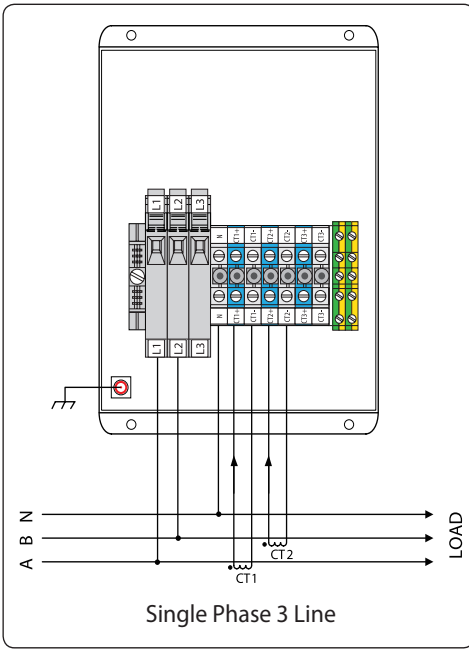 L1 L2 L3
N CT1+ CT1- CT2+ CT2- CT3+ CT3-
L1 L2 L3
N CT1+ CT1- CT2+ CT2- CT3+ CT3-
N
B
A
LOAD
CT2
CT1
Single Phase 3 Line